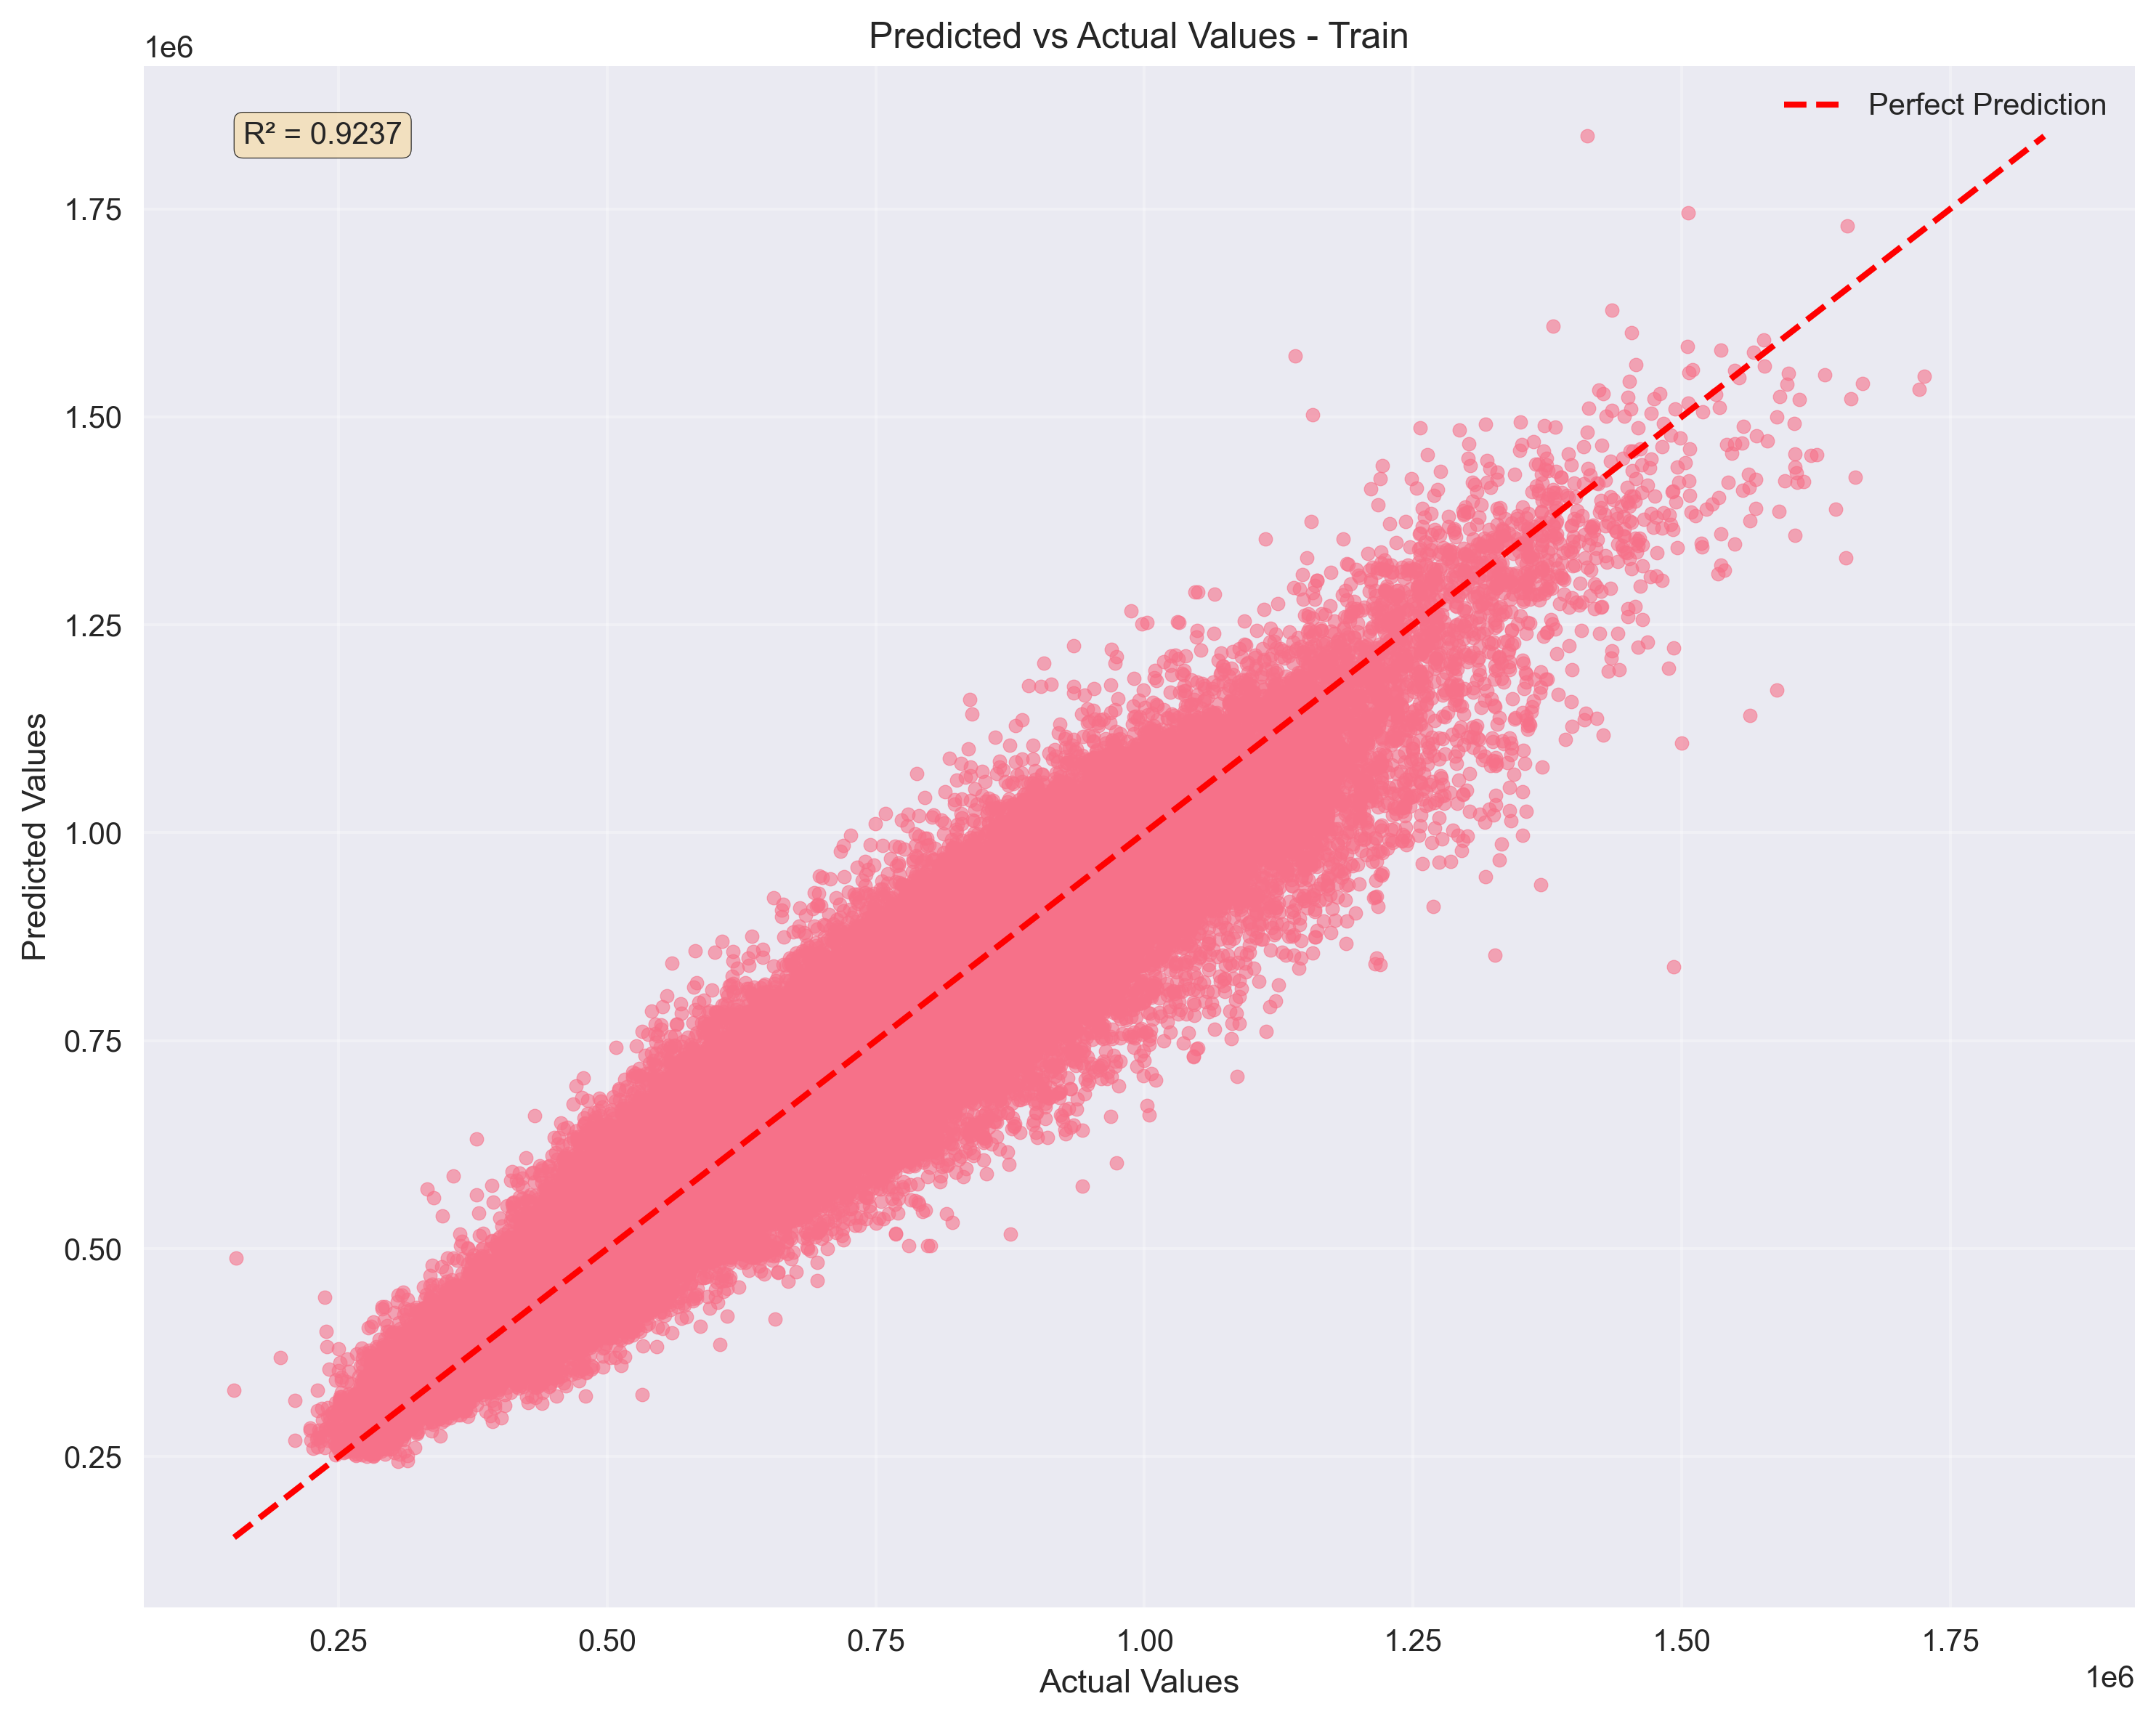 Predicted vs Actual Values - Train
1e6
R² = 0.9237
Perfect Prediction
1.75
1.50
1.25
1.00
0.75
0.50
0.25
Predicted Values
0.25 0.50 0.75 1.00 1.25 1.50 1.75
Actual Values
1e6